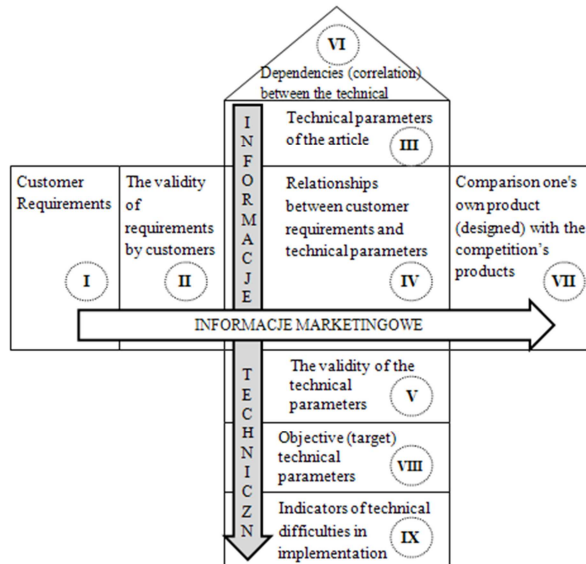 VI
Dependencies (correlation)
between the technical
Technical parameters
of the article
III
Customer
Requirements
I
The validity
of
requirements
by customers
II
Relationships
between customer
requirements and
technical parameters
IV
Comparison one's
own product
(designed) with the
competition's
products
VII
INFORMACJE
INFORMACJE MARKETINGOWE
TECHNICZN
The validity of the
technical
parameters
V
Objective (target)
technical
parameters
VIII
Indicators of technical
difficulties in
implementation
IX